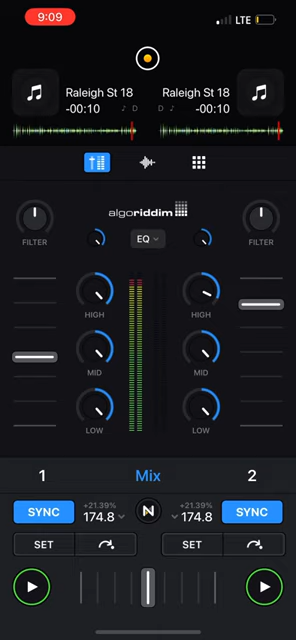 9:09
LTE
Raleigh St 18
Raleigh St 18
-00:10
D
D
-00:10
algoriddim
FILTER
EQ
FILTER
HIGH
HIGH
MID
MID
LOW
LOW
1
Mix
2
SYNC
+21.39%
174.8
N
+21.39%
174.8
SYNC
SET
SET